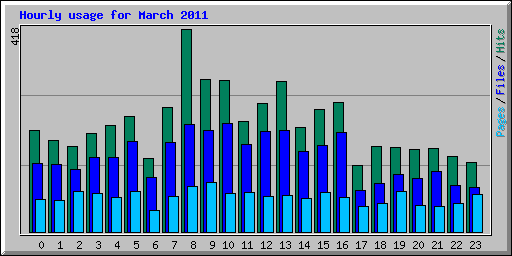 Hourly usage for March 2011
418
Pages / Files / Hits
0 1 2 3 4 5 6 7 8 9 10 11 12 13 14 15 16 17 18 19 20 21 22 23